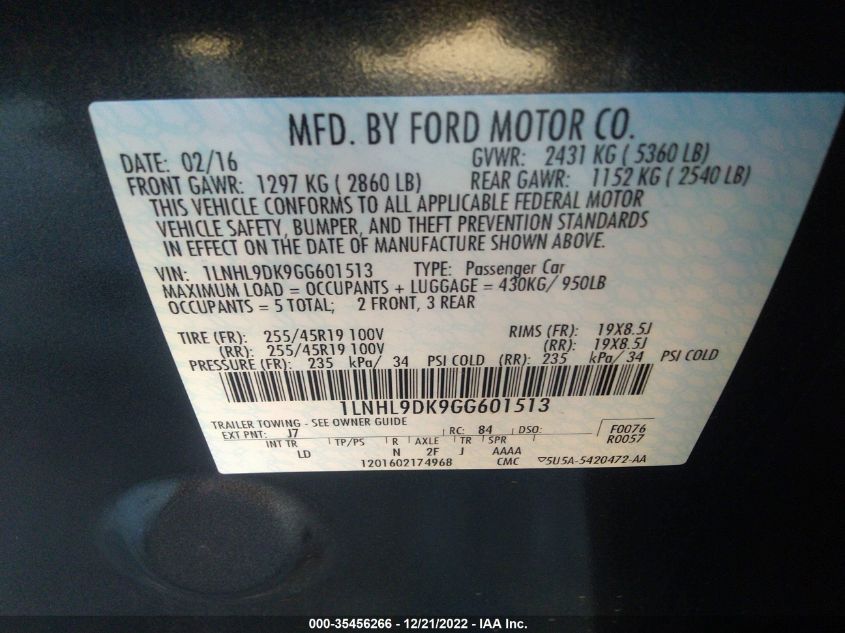 MFD. BY FORD MOTOR CO.
DATE: 02/16 GVWR: 2431 KG ( 5360 LB)
FRONT GAWR: 1297 KG ( 2860 LB) REAR GAWR: 1152 KG ( 2540 LB)
THIS VEHICLE CONFORMS TO ALL APPLICABLE FEDERAL MOTOR
VEHICLE SAFETY, BUMPER, AND THEFT PREVENTION STANDARDS
IN EFFECT ON THE DATE OF MANUFACTURE SHOWN ABOVE.
VIN: 1LNHL9DK9GG601513 TYPE: Passenger Car
MAXIMUM LOAD = OCCUPANTS + LUGGAGE = 430KG/ 950LB
OCCUPANTS = 5 TOTAL; 2 FRONT, 3 REAR
TIRE (FR): 255/45R19 100V RIMS (FR): 19X8.5J
(RR): 255/45R19 100V (RR): 19X8.5J
PRESSURE (FR): 235 kPa/ 34 PSI COLD (RR): 235 kPa/ 34 PSI COLD
1LNHL9DK9GG601513
TRAILER TOWING - SEE OWNER GUIDE
EXT PNT: J7 RC: 84 DSO: F0076
INT TR TP/PS R AXLE TR SPR R0057
LD N 2F J AAAA
1201602174968 CMC ▽5U5A-5420472-AA
000-35456266 - 12/21/2022 - IAA Inc.